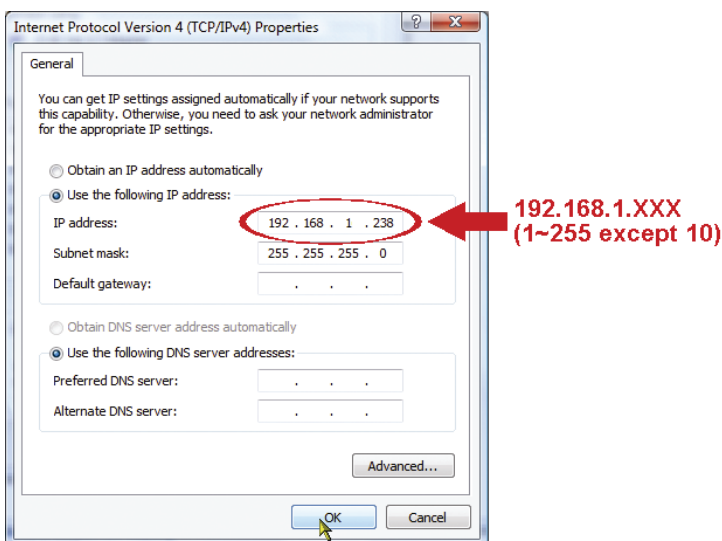 Internet Protocol Version 4 (TCP/IPv4) Properties
General
You can get IP settings assigned automatically if your network supports
this capability. Otherwise, you need to ask your network administrator
for the appropriate IP settings.
Obtain an IP address automatically
Use the following IP address:
IP address: 192 . 168 . 1 . 238
Subnet mask: 255 . 255 . 255 . 0
Default gateway: . . .
192.168.1.XXX
(1~255 except 10)
Obtain DNS server address automatically
Use the following DNS server addresses:
Preferred DNS server: . . .
Alternate DNS server: . . .
Advanced...
OK Cancel